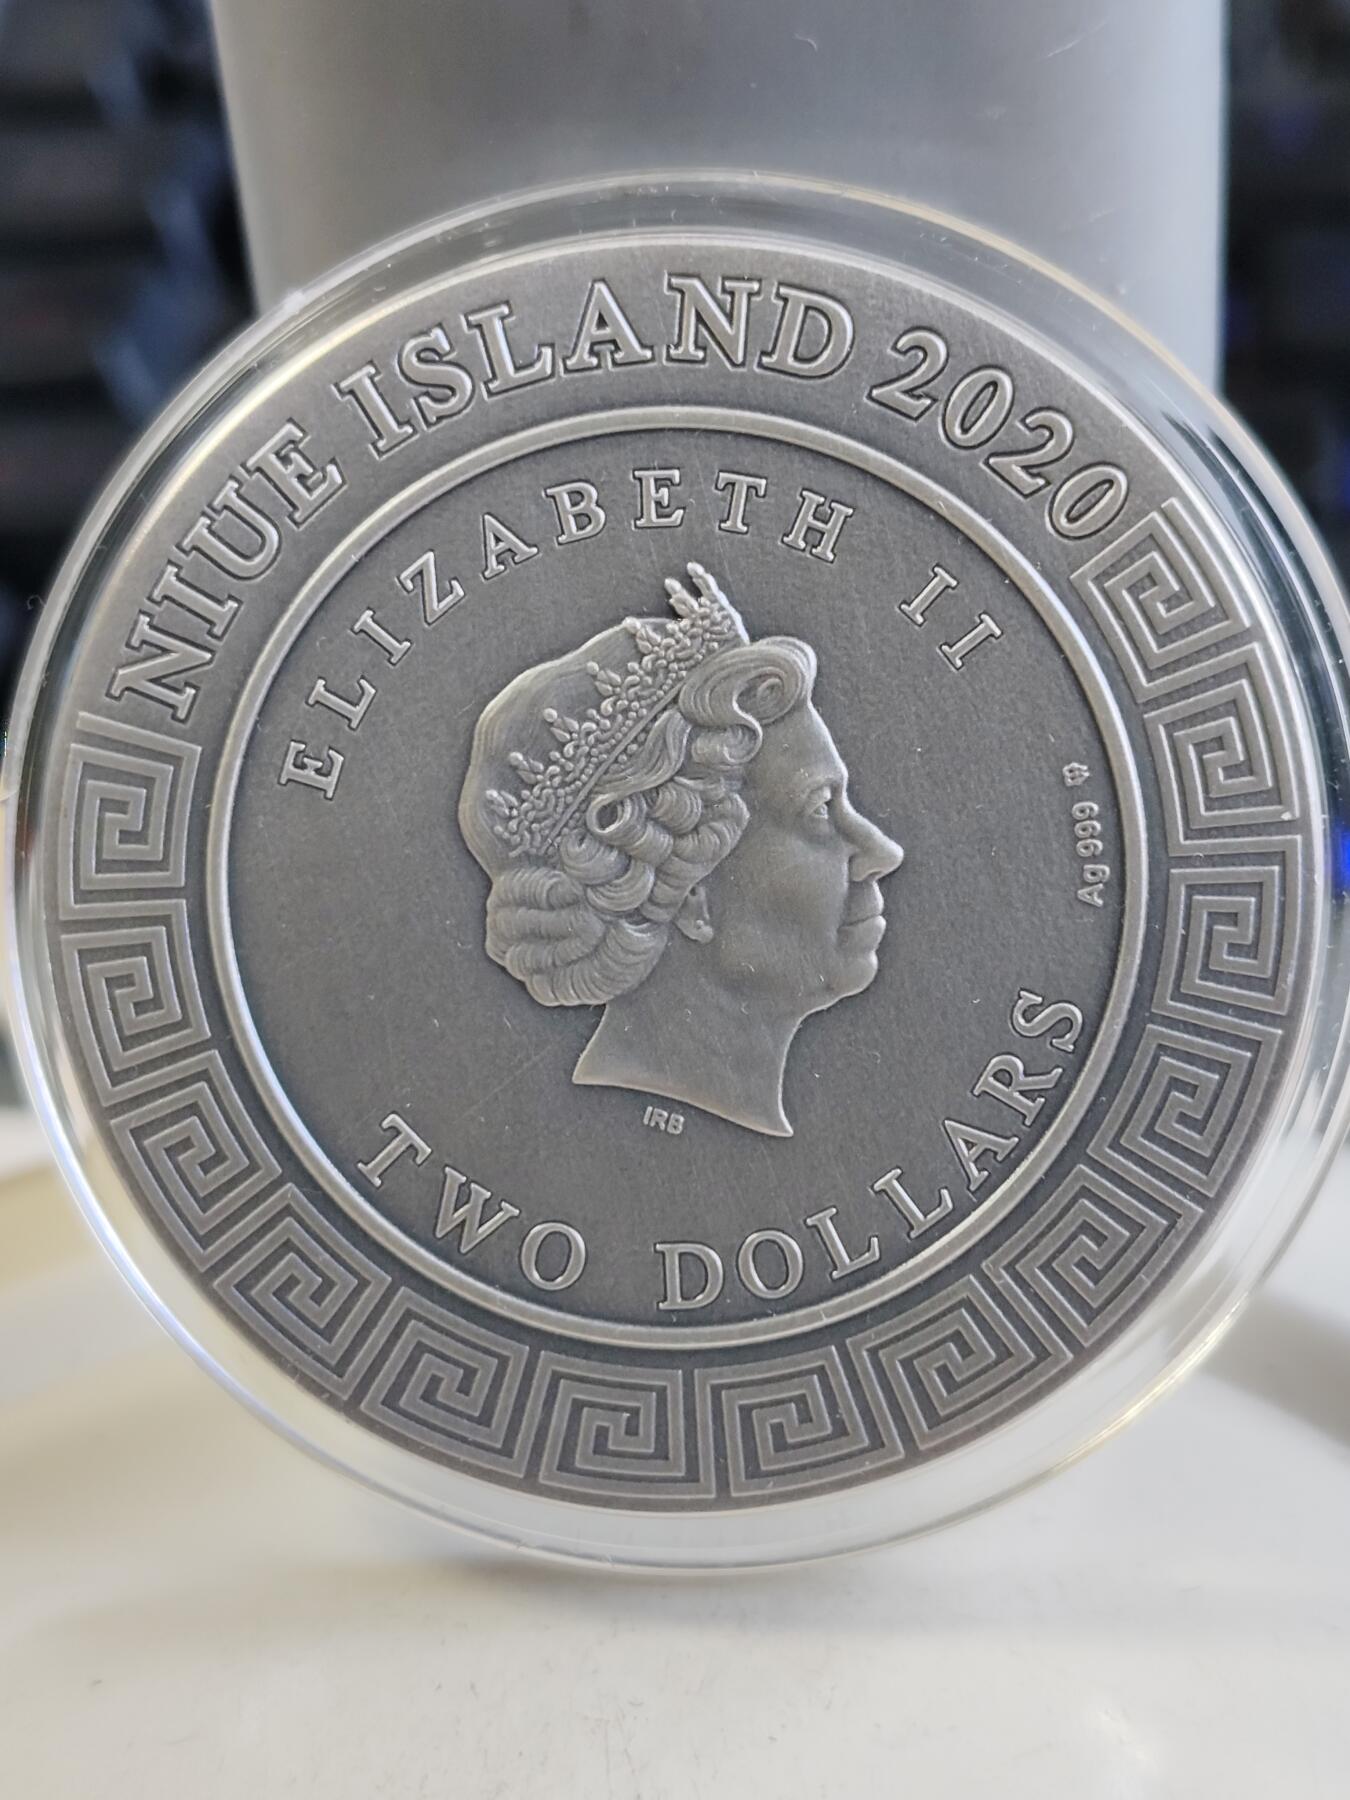 NIUE ISLAND 2020
ELIZABETH II
Ag 999
IRB
TWO DOLLARS